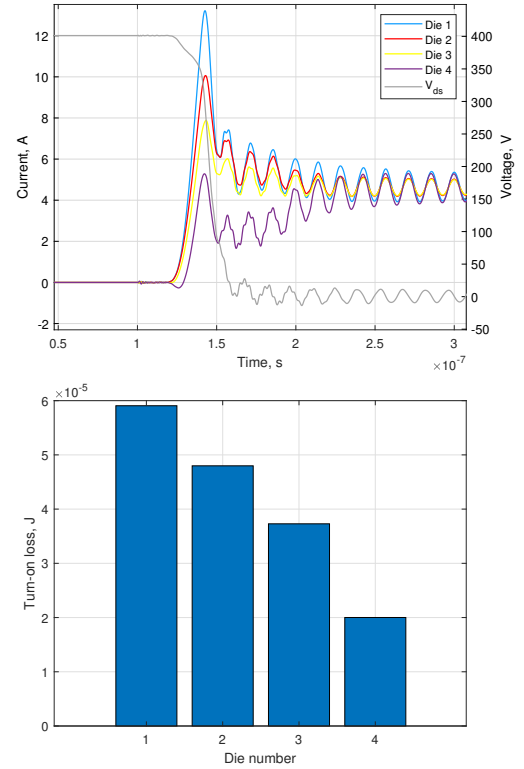 Die 1
Die 2
Die 3
Die 4
Vds
12
10
8
6
4
2
0
-2
Current, A
400
350
300
250
200
150
100
50
0
-50
Voltage, V
0.5 1 1.5 2 2.5 3
Time, s
×10-7
×10-5
6
5
4
3
2
1
0
Turn-on loss, J
1 2 3 4
Die number